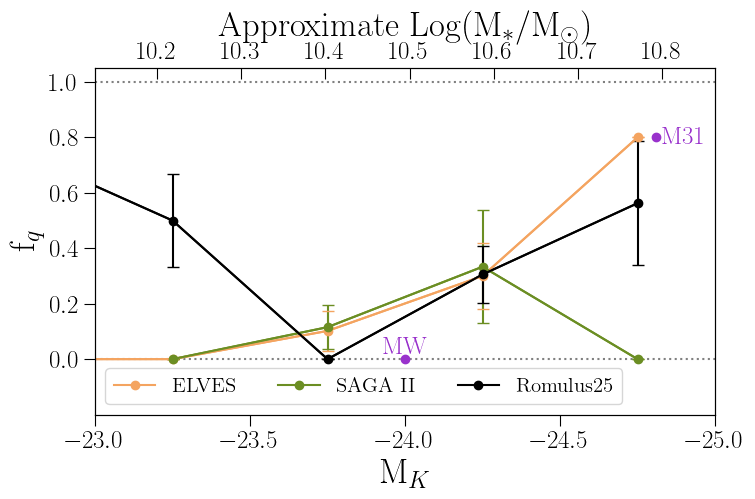 Approximate Log(M*/M⊙)
10.2 10.3 10.4 10.5 10.6 10.7 10.8
1.0
0.8
0.6
0.4
0.2
0.0
f_q
M31
MW
ELVES SAGA II Romulus25
−23.0 −23.5 −24.0 −24.5 −25.0
M_K